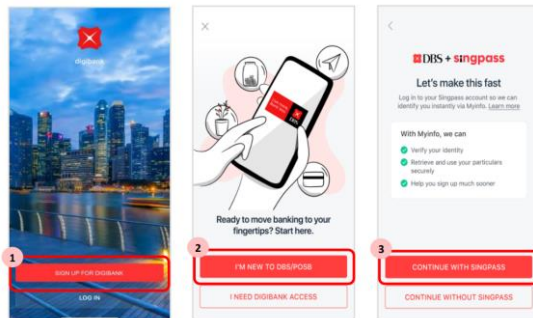 digibank
1
SIGN UP FOR DIGIBANK
LOG IN
DBS
Ready to move banking to your
fingertips? Start here.
2
I'M NEW TO DBS/POSB
I NEED DIGIBANK ACCESS
DBS + singpass
Let's make this fast
Log in to your Singpass account so we can
identify you instantly via Myinfo. Learn more
With Myinfo, we can
Verify your identity
Retrieve and use your particulars
securely
Help you sign up much sooner
3
CONTINUE WITH SINGPASS
CONTINUE WITHOUT SINGPASS